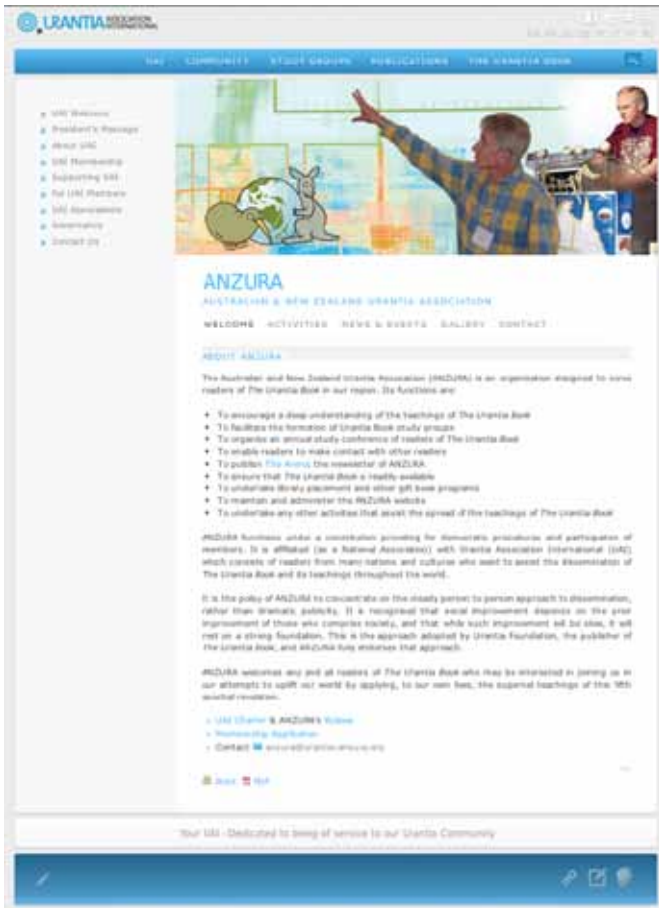 URANTIA ASSOCIATION
INTERNATIONAL
UAI COMMUNITY STUDY GROUPS PUBLICATIONS THE URANTIA BOOK
UAI Welcome
President's Message
About UAI
UAI Membership
Supporting UAI
For UAI Members
UAI Associations
Governance
Contact Us
ANZURA
AUSTRALIAN & NEW ZEALAND URANTIA ASSOCIATION
WELCOME ACTIVITIES NEWS & EVENTS GALLERY CONTACT
ABOUT ANZURA
The Australian and New Zealand Urantia Association (ANZURA) is an organisation designed to serve
readers of The Urantia Book in our region. Its functions are:
To encourage a deep understanding of the teachings of The Urantia Book
To facilitate the formation of Urantia Book study groups
To organise an annual study conference of readers of The Urantia Book
To enable readers to make contact with other readers
To publish The Arena, the newsletter of ANZURA
To ensure that The Urantia Book is readily available
To undertake library placement and other gift book programs
To maintain and administer the ANZURA website
To undertake any other activities that assist the spread of the teachings of The Urantia Book
ANZURA functions under a constitution providing for democratic procedures and participation of
members. It is affiliated (as a National Association) with Urantia Association International (UAI)
which consists of readers from many nations and cultures who want to assist the dissemination of
The Urantia Book and its teachings throughout the world.
It is the policy of ANZURA to concentrate on the steady person to person approach to dissemination,
rather than dramatic publicity. It is recognised that social improvement depends on the prior
improvement of those who comprise society, and that while such improvement will be slow, it will
rest on a strong foundation. This is the approach adopted by Urantia Foundation, the publisher of
The Urantia Book, and ANZURA fully endorses that approach.
ANZURA welcomes any and all readers of The Urantia Book who may be interested in joining us in
our attempts to uplift our world by applying, to our own lives, the supernal teachings of this fifth
epochal revelation.
UAI Charter & ANZURA's Bylaws
Membership Application
Contact
Print PDF
Your UAI - Dedicated to being of service to our Urantia Community